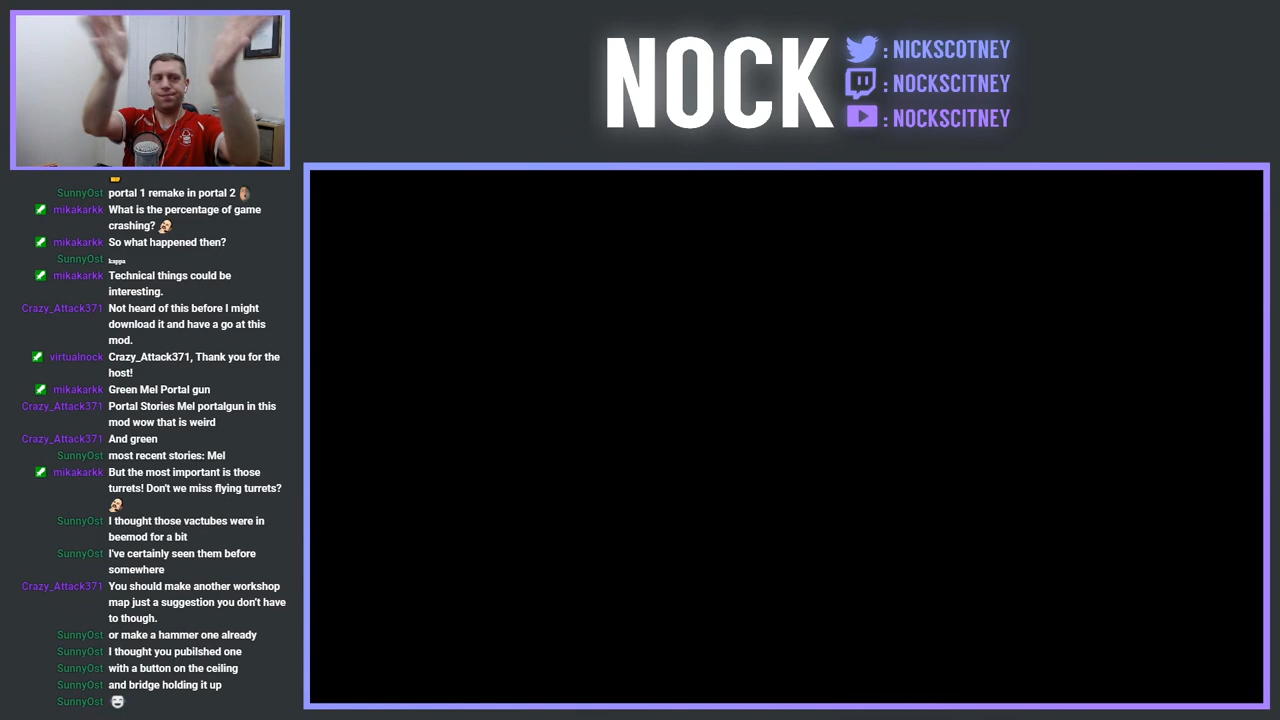 NOCK
: NICKSCOTNEY
: NOCKSCITNEY
: NOCKSCITNEY
SunnyOst portal 1 remake in portal 2
mikakarkk What is the percentage of game
crashing?
mikakarkk So what happened then?
SunnyOst kappa
mikakarkk Technical things could be
interesting.
Crazy_Attack371 Not heard of this before I might
download it and have a go at this
mod.
virtualnock Crazy_Attack371, Thank you for the
host!
mikakarkk Green Mel Portal gun
Crazy_Attack371 Portal Stories Mel portalgun in this
mod wow that is weird
Crazy_Attack371 And green
SunnyOst most recent stories: Mel
mikakarkk But the most important is those
turrets! Don't we miss flying turrets?
SunnyOst I thought those vactubes were in
beemod for a bit
SunnyOst I've certainly seen them before
somewhere
Crazy_Attack371 You should make another workshop
map just a suggestion you don't have
to though.
SunnyOst or make a hammer one already
SunnyOst I thought you pubilshed one
SunnyOst with a button on the ceiling
SunnyOst and bridge holding it up
SunnyOst